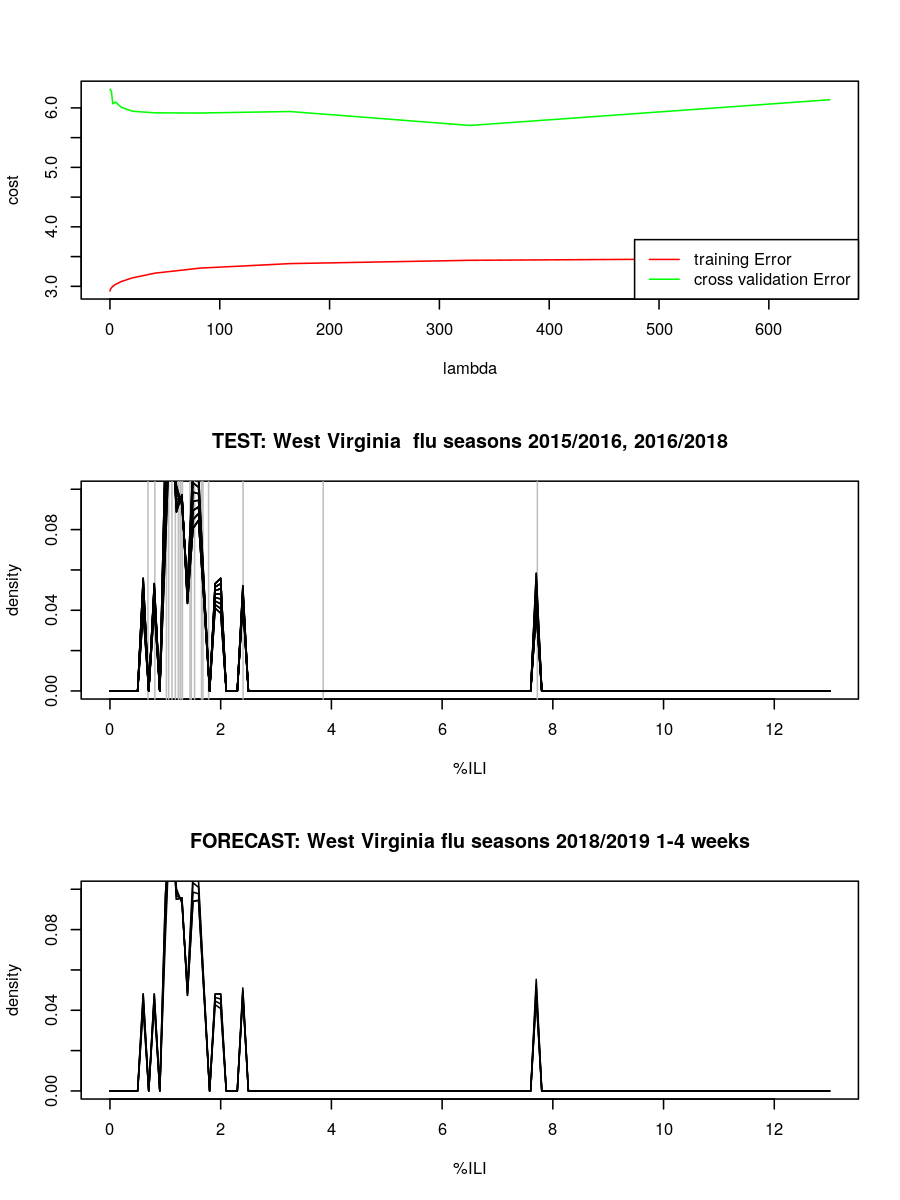 6.0
5.0
4.0
3.0
cost
training Error
cross validation Error
0 100 200 300 400 500 600
lambda
TEST: West Virginia  flu seasons 2015/2016, 2016/2018
0.08
0.04
0.00
density
0 2 4 6 8 10 12
%ILI
FORECAST: West Virginia flu seasons 2018/2019 1-4 weeks
0.08
0.04
0.00
density
0 2 4 6 8 10 12
%ILI